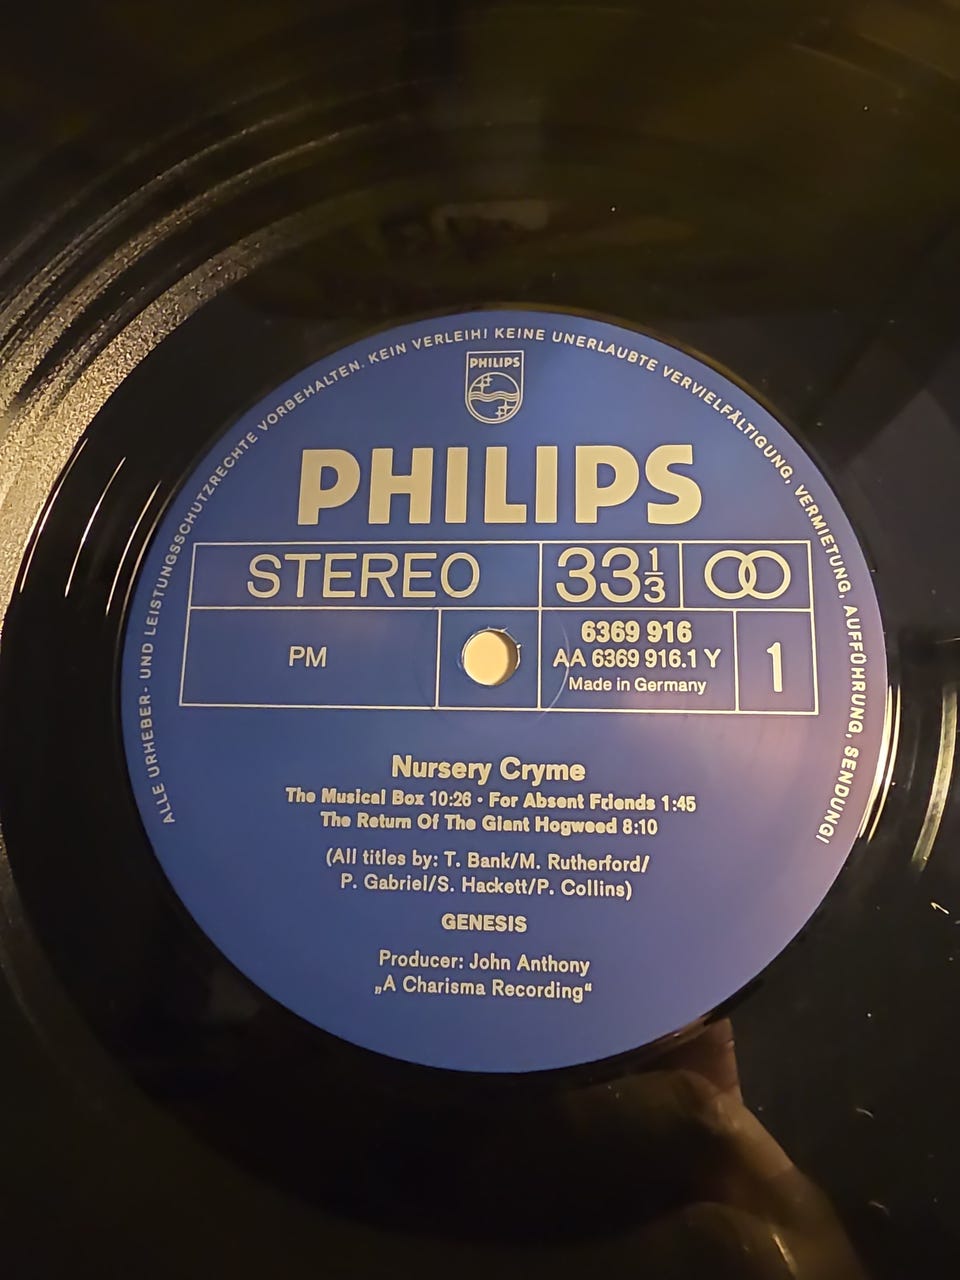 ALLE URHEBER- UND LEISTUNGSSCHUTZRECHTE VORBEHALTEN. KEIN VERLEIH! KEINE UNERLAUBTE VERVIELFÄLTIGUNG, VERMIETUNG, AUFFÜHRUNG, SENDUNG!
PHILIPS
PHILIPS
STEREO 33⅓
PM
6369 916
AA 6369 916.1 Y
Made in Germany
1
Nursery Cryme
The Musical Box 10:26 · For Absent Friends 1:45
The Return Of The Giant Hogweed 8:10
(All titles by: T. Bank/M. Rutherford/
P. Gabriel/S. Hackett/P. Collins)
GENESIS
Producer: John Anthony
„A Charisma Recording“